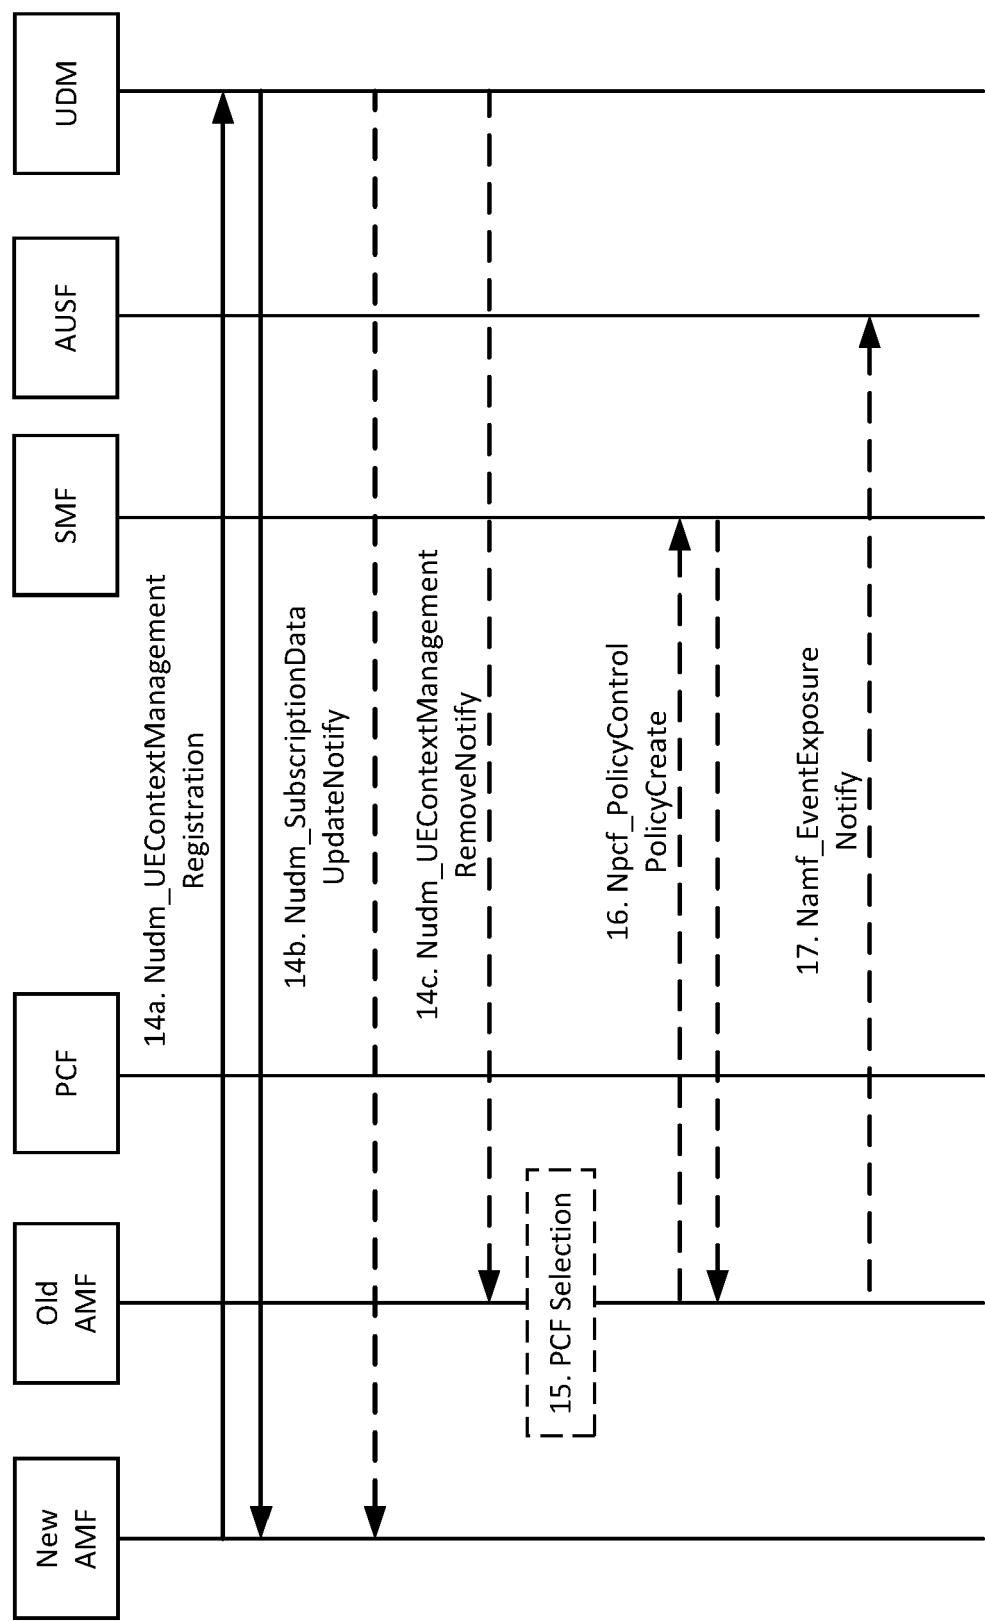 New
AMF
Old
AMF
PCF
SMF
AUSF
UDM
14a. Nudm_UEContextManagement
Registration
14b. Nudm_SubscriptionData
UpdateNotify
14c. Nudm_UEContextManagement
RemoveNotify
15. PCF Selection
16. Npcf_PolicyControl
PolicyCreate
17. Namf_EventExposure
Notify